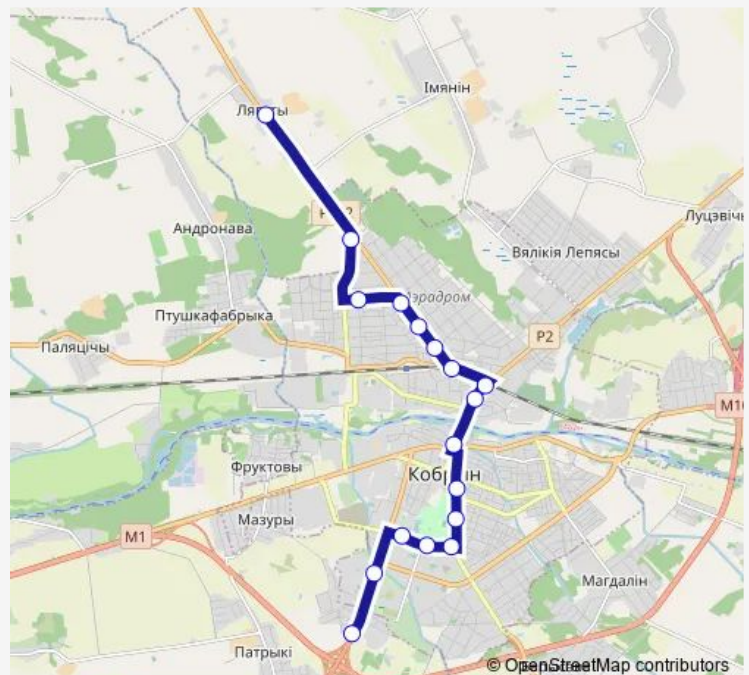 Імянін
Андронава
Луцэвічы
Вялікія Лепясы
Аэрадром
Птушкафабрыка
P2
Паляцічы
M10
Кобрын
Фруктовы
Мазуры
M1
Магдалін
Патрыкі
© OpenStreetMap contributors